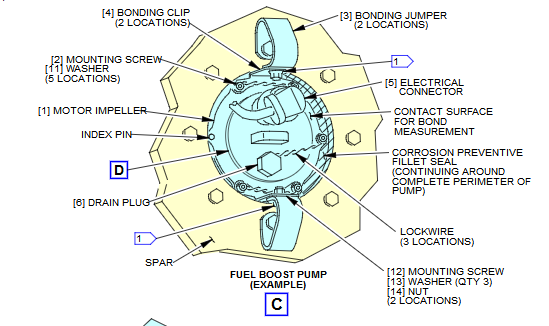 [4] BONDING CLIP
(2 LOCATIONS)
[3] BONDING JUMPER
(2 LOCATIONS)
[2] MOUNTING SCREW
[11] WASHER
(5 LOCATIONS)
1
[5] ELECTRICAL
CONNECTOR
[1] MOTOR IMPELLER
CONTACT SURFACE
FOR BOND
MEASUREMENT
INDEX PIN
CORROSION PREVENTIVE
FILLET SEAL
(CONTINUING AROUND
COMPLETE PERIMETER OF
PUMP)
D
[6] DRAIN PLUG
1
LOCKWIRE
(3 LOCATIONS)
SPAR
[12] MOUNTING SCREW
[13] WASHER (QTY 3)
[14] NUT
(2 LOCATIONS)
FUEL BOOST PUMP
(EXAMPLE)
C